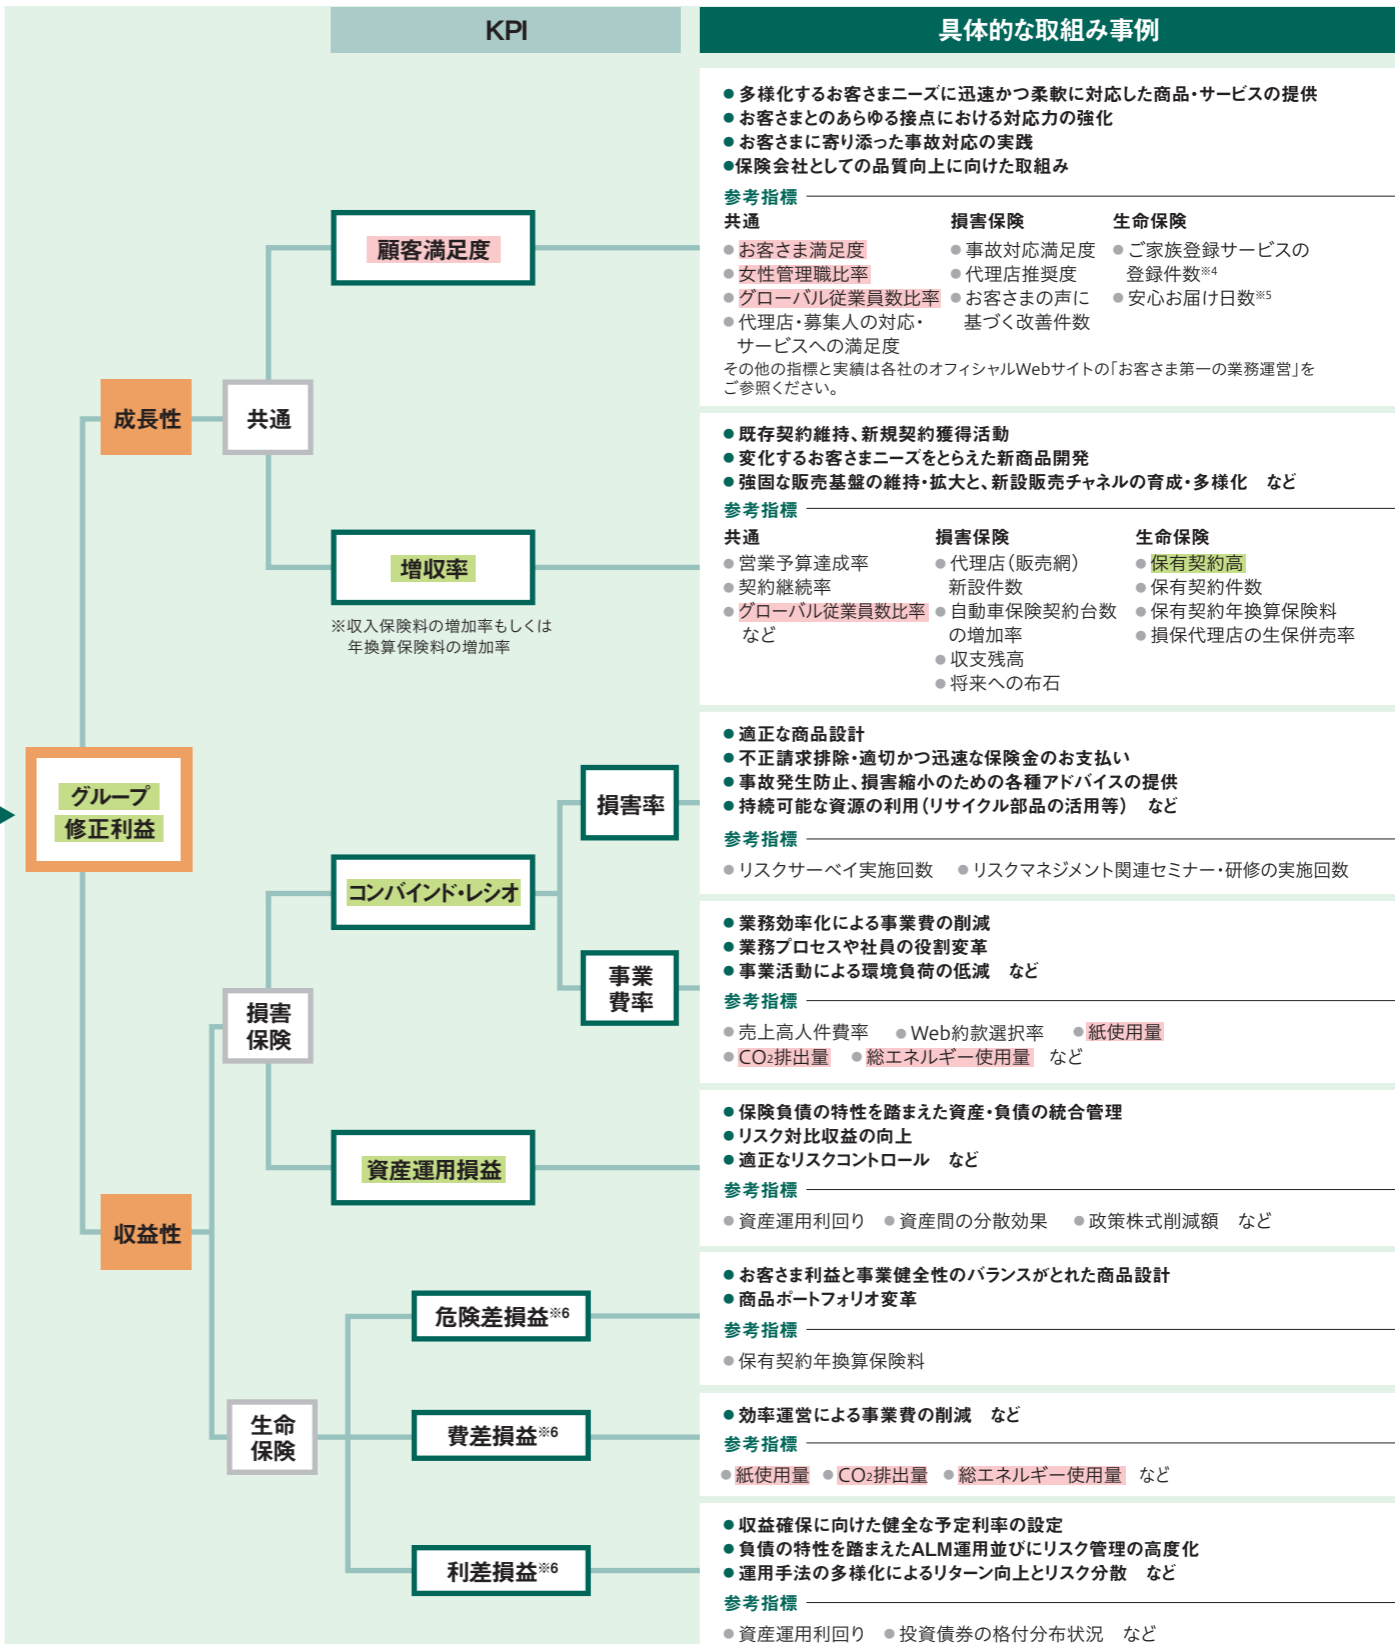 KPI
具体的な取組み事例
グループ
修正利益
成長性
共通
顧客満足度
● 多様化するお客さまニーズに迅速かつ柔軟に対応した商品・サービスの提供
● お客さまとのあらゆる接点における対応力の強化
● お客さまに寄り添った事故対応の実践
●保険会社としての品質向上に向けた取組み
参考指標
共通
● お客さま満足度
● 女性管理職比率
● グローバル従業員数比率
● 代理店・募集人の対応・
サービスへの満足度
損害保険
● 事故対応満足度
● 代理店推奨度
● お客さまの声に
基づく改善件数
生命保険
● ご家族登録サービスの
登録件数※4
● 安心お届け日数※5
その他の指標と実績は各社のオフィシャルWebサイトの「お客さま第一の業務運営」を
ご参照ください。
増収率
※収入保険料の増加率もしくは
年換算保険料の増加率
● 既存契約維持、新規契約獲得活動
● 変化するお客さまニーズをとらえた新商品開発
● 強固な販売基盤の維持・拡大と、新設販売チャネルの育成・多様化　など
参考指標
共通
● 営業予算達成率
● 契約継続率
● グローバル従業員数比率
など
損害保険
● 代理店（販売網）
新設件数
● 自動車保険契約台数
の増加率
● 収支残高
● 将来への布石
生命保険
● 保有契約高
● 保有契約件数
● 保有契約年換算保険料
● 損保代理店の生保併売率
収益性
損害
保険
コンバインド・レシオ
損害率
● 適正な商品設計
● 不正請求排除・適切かつ迅速な保険金のお支払い
● 事故発生防止、損害縮小のための各種アドバイスの提供
● 持続可能な資源の利用（リサイクル部品の活用等）　など
参考指標
● リスクサーベイ実施回数　● リスクマネジメント関連セミナー・研修の実施回数
事業
費率
● 業務効率化による事業費の削減
● 業務プロセスや社員の役割変革
● 事業活動による環境負荷の低減　など
参考指標
● 売上高人件費率　● Web約款選択率　● 紙使用量
● CO₂排出量　● 総エネルギー使用量　など
資産運用損益
● 保険負債の特性を踏まえた資産・負債の統合管理
● リスク対比収益の向上
● 適正なリスクコントロール　など
参考指標
● 資産運用利回り　● 資産間の分散効果　● 政策株式削減額　など
生命
保険
危険差損益※6
● お客さま利益と事業健全性のバランスがとれた商品設計
● 商品ポートフォリオ変革
参考指標
● 保有契約年換算保険料
費差損益※6
● 効率運営による事業費の削減　など
参考指標
● 紙使用量　● CO₂排出量　● 総エネルギー使用量　など
利差損益※6
● 収益確保に向けた健全な予定利率の設定
● 負債の特性を踏まえたALM運用並びにリスク管理の高度化
● 運用手法の多様化によるリターン向上とリスク分散　など
参考指標
● 資産運用利回り　● 投資債券の格付分布状況　など